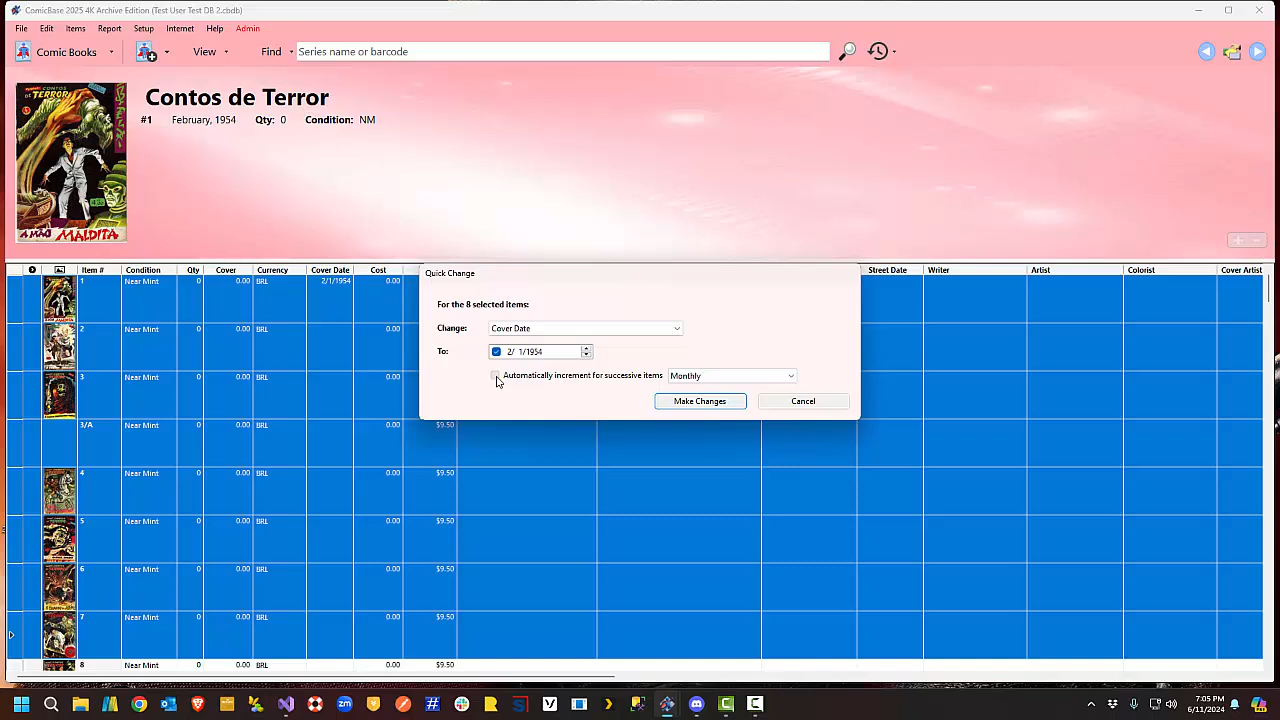 ComicBase 2025 4K Archive Edition (Test User Test DB 2.cbdb)
File Edit Items Report Setup Internet Help Admin
Comic Books View Find Series name or barcode
Contos de Terror
#1 February, 1954 Qty: 0 Condition: NM
CONTOS DE TERROR
A MÃO MALDITA
Item # Condition Qty Cover Currency Cover Date Cost Street Date Writer Artist Colorist Cover Artist
1 Near Mint 0 0.00 BRL 2/1/1954 0.00
2 Near Mint 0 0.00 BRL 0.00
3 Near Mint 0 0.00 BRL 0.00
3/A Near Mint 0 0.00 BRL 0.00 $9.50
4 Near Mint 0 0.00 BRL 0.00 $9.50
5 Near Mint 0 0.00 BRL 0.00 $9.50
6 Near Mint 0 0.00 BRL 0.00 $9.50
7 Near Mint 0 0.00 BRL 0.00 $9.50
8 Near Mint 0 0.00 BRL 0.00 $9.50
Quick Change
For the 8 selected items:
Change: Cover Date
To: 2/ 1/1954
Automatically increment for successive items Monthly
Make Changes Cancel
7:05 PM
6/11/2024